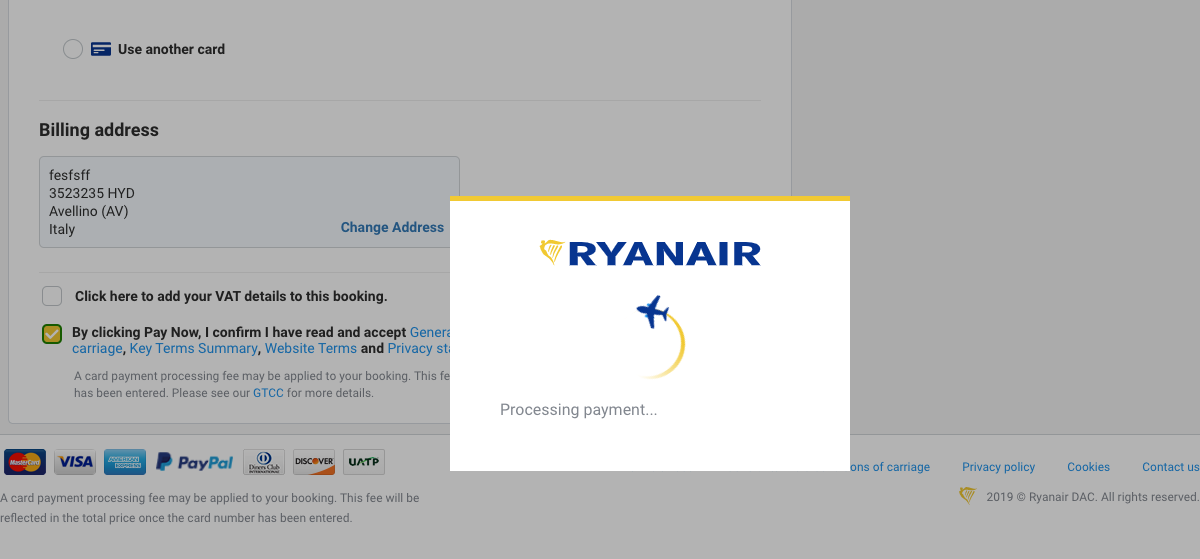 Use another card
Billing address
fesfsff
3523235 HYD
Avellino (AV)
Italy
Change Address
Click here to add your VAT details to this booking.
By clicking Pay Now, I confirm I have read and accept
carriage, Key Terms Summary, Website Terms and Privacy
A card payment processing fee may be applied to your booking. This fe
has been entered. Please see our GTCC for more details.
RYANAIR
Processing payment...
MasterCard
VISA
AMERICAN EXPRESS
PayPal
Diners Club INTERNATIONAL
DISCOVER
UATP
ons of carriage
Privacy policy
Cookies
Contact us
A card payment processing fee may be applied to your booking. This fee will be
reflected in the total price once the card number has been entered.
2019 © Ryanair DAC. All rights reserved.